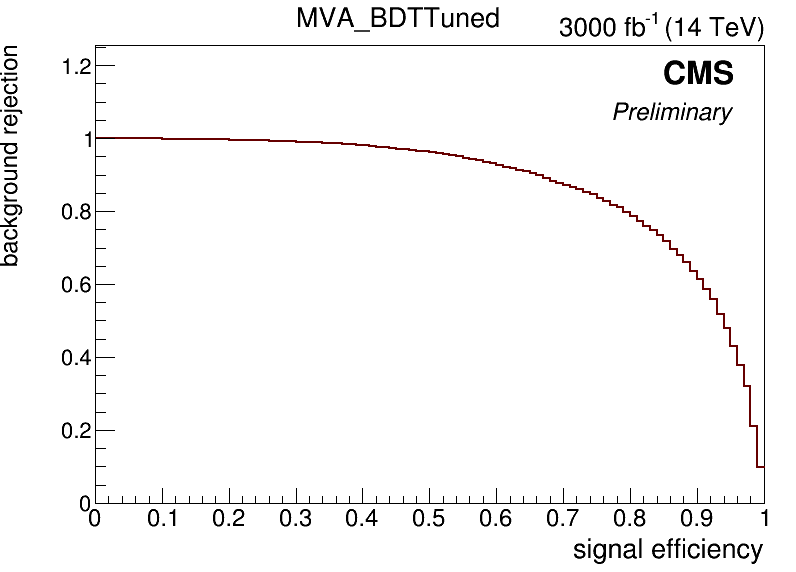 MVA_BDTTuned
3000 fb-1 (14 TeV)
CMS
Preliminary
background rejection
1.2
1
0.8
0.6
0.4
0.2
0
0 0.1 0.2 0.3 0.4 0.5 0.6 0.7 0.8 0.9 1
signal efficiency